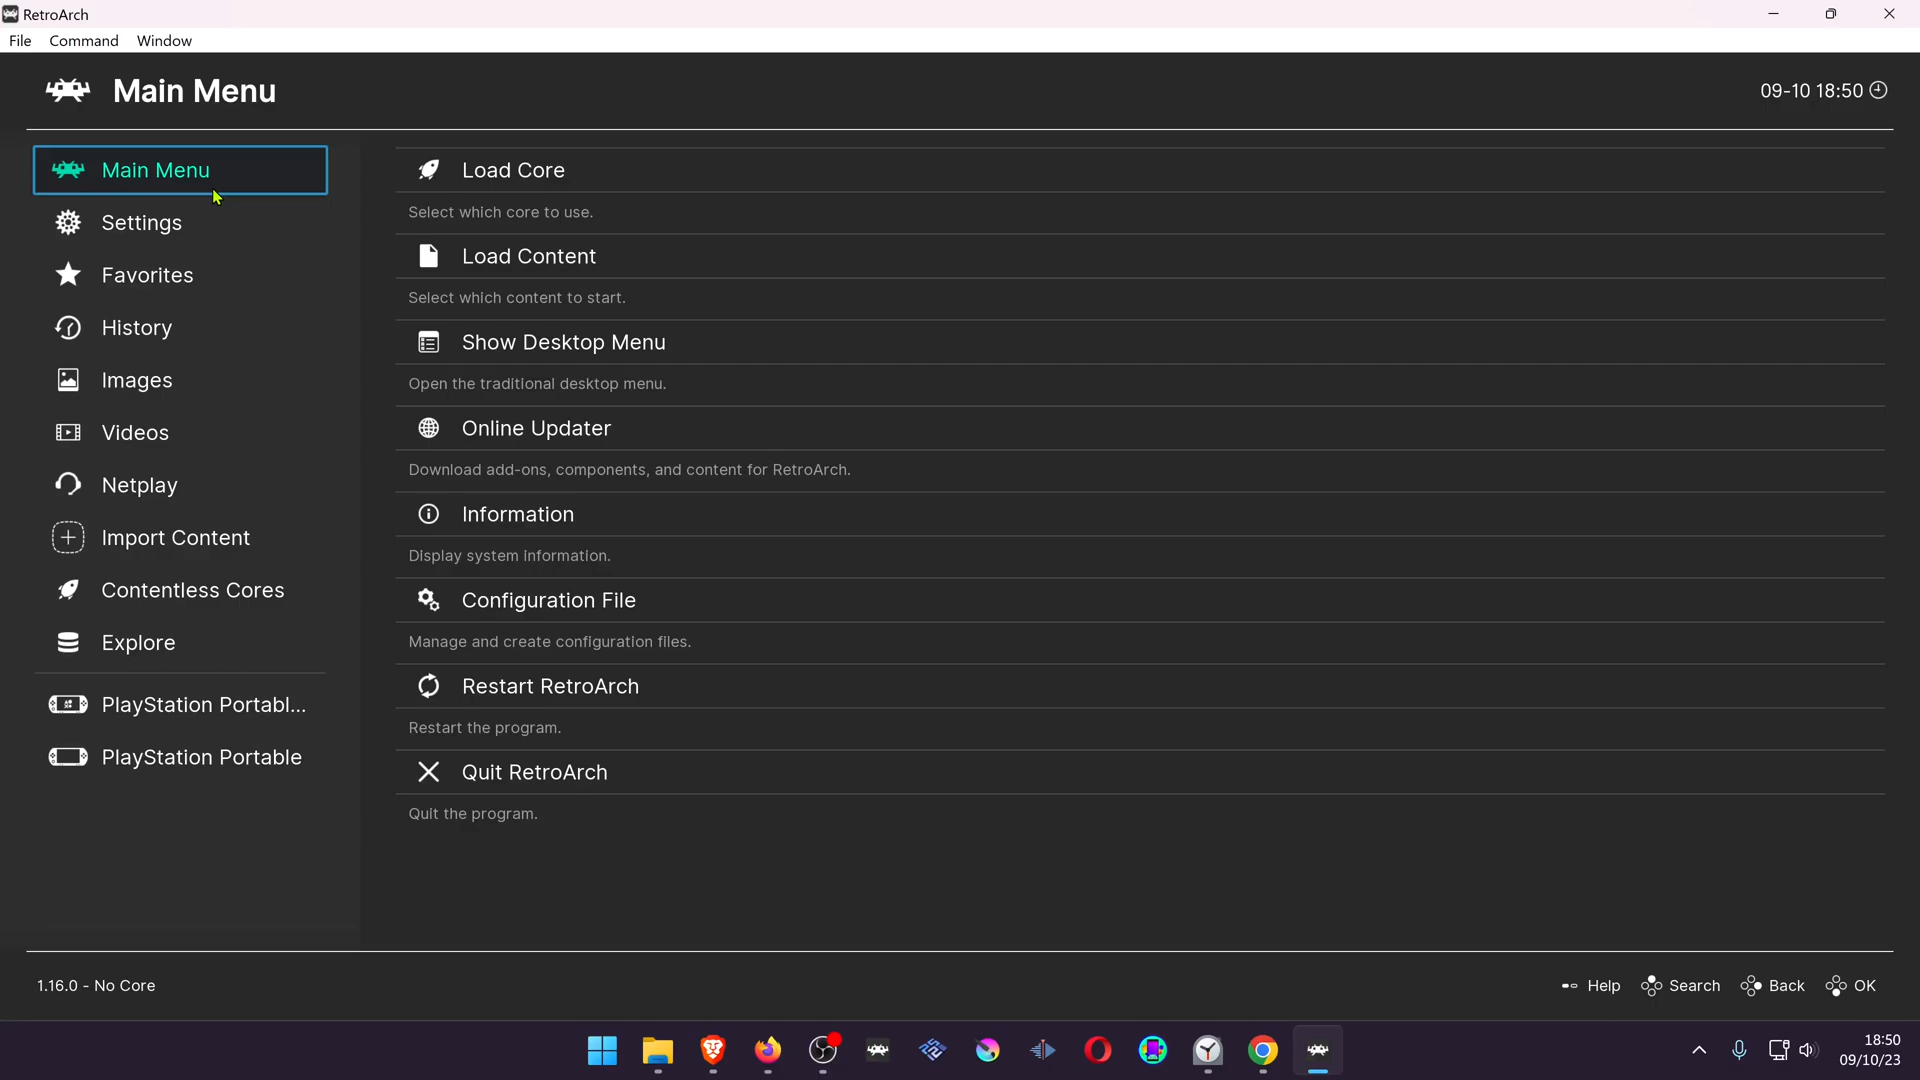 RetroArch
File Command Window
Main Menu
09-10 18:50
Main Menu
Settings
Favorites
History
Images
Videos
Netplay
Import Content
Contentless Cores
Explore
PlayStation Portabl...
PlayStation Portable
Load Core
Select which core to use.
Load Content
Select which content to start.
Show Desktop Menu
Open the traditional desktop menu.
Online Updater
Download add-ons, components, and content for RetroArch.
Information
Display system information.
Configuration File
Manage and create configuration files.
Restart RetroArch
Restart the program.
Quit RetroArch
Quit the program.
1.16.0 - No Core
Help Search Back OK
18:50
09/10/23